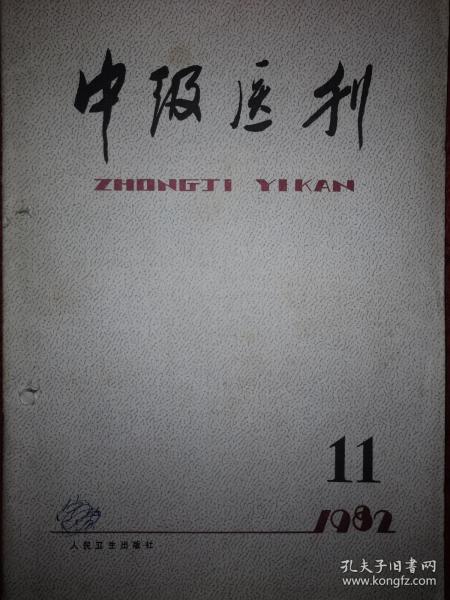 中级医刊
ZHONGJI YIKAN
11
1982
人民卫生出版社
孔夫子旧书网
www.kongfz.com